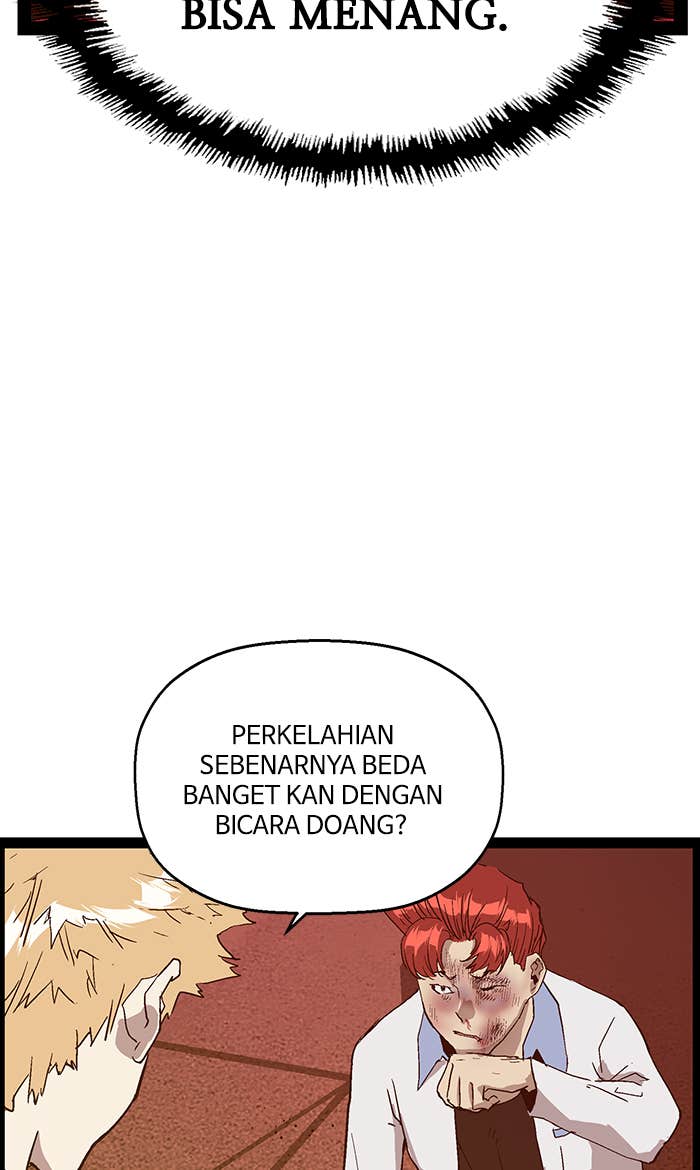 BISA MENANG.
PERKELAHIAN
SEBENARNYA BEDA
BANGET KAN DENGAN
BICARA DOANG?